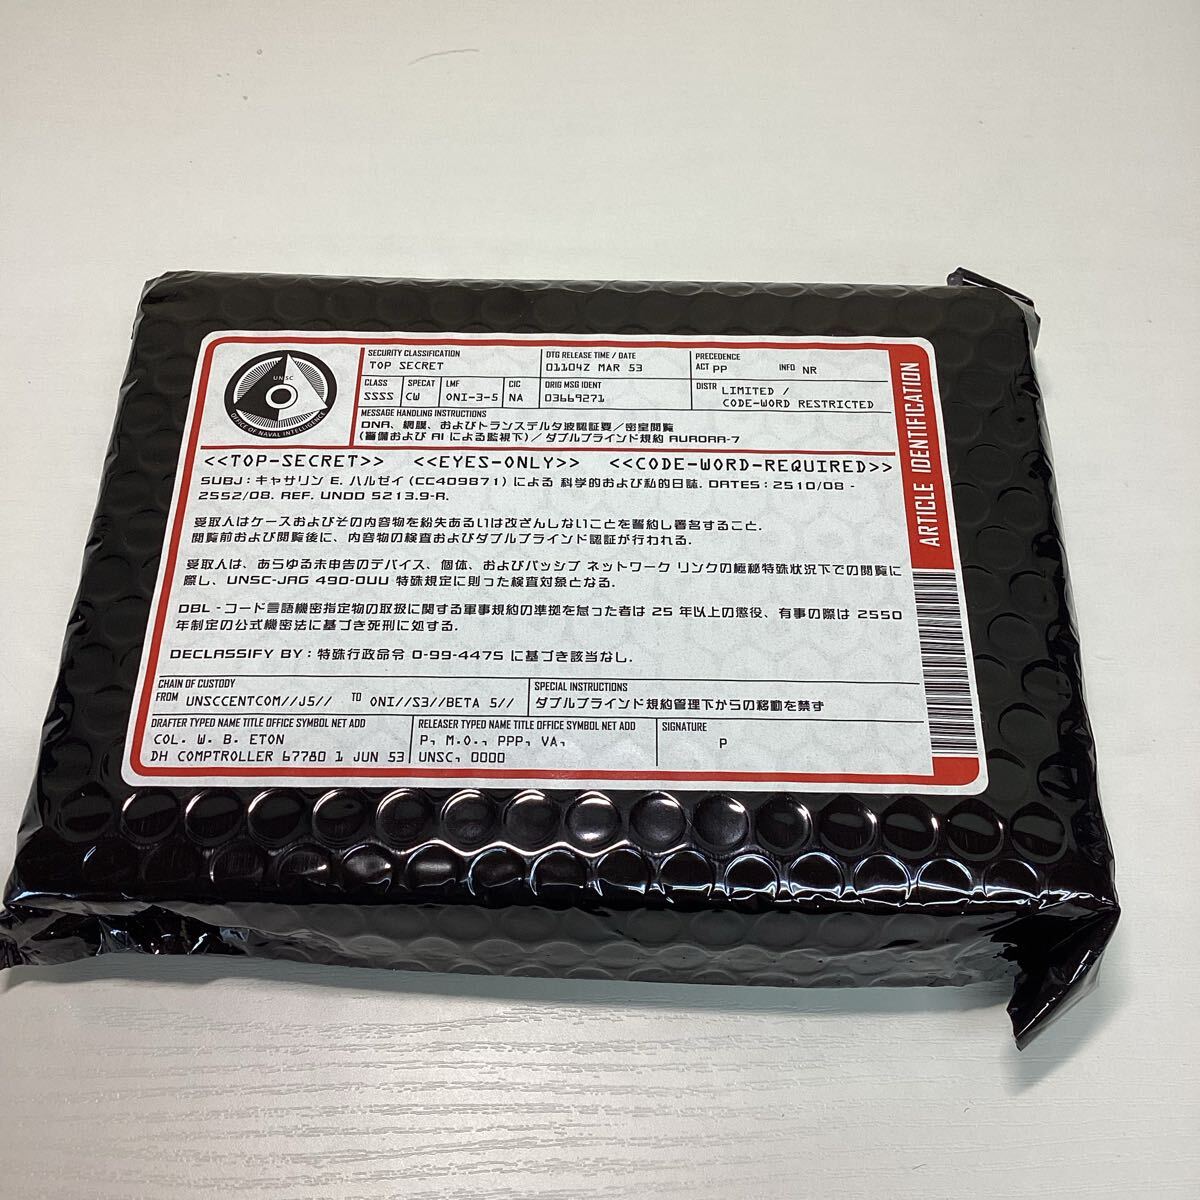 UNSC
OFFICE OF NAVAL INTELLIGENCE
SECURITY CLASSIFICATION
TOP SECRET
DTG RELEASE TIME / DATE
01104Z MAR 53
PRECEDENCE
ACT PP INFO NR
CLASS
SSSS
SPECAT
CW
LMF
ONI-3-5
CIC
NA
ORIG MSG IDENT
03669271
DISTR LIMITED /
CODE-WORD RESTRICTED
MESSAGE HANDLING INSTRUCTIONS
DNA、網膜、およびトランスデルタ波認証要／密室閲覧
(警備および AI による監視下)／ダブルブラインド規約 AURORA-7
<<TOP-SECRET>> <<EYES-ONLY>> <<CODE-WORD-REQUIRED>>
SUBJ : キャサリン E. ハルゼイ (CC409871) による 科学的および私的日誌. DATES : 2510/08 -
2552/08. REF. UNDD 5213.9-R.
受取人はケースおよびその内容物を紛失あるいは改ざんしないことを誓約し署名すること.
閲覧前および閲覧後に、内容物の検査およびダブルブラインド認証が行われる.
受取人は、あらゆる未申告のデバイス、個体、およびパッシブ ネットワーク リンクの極秘特殊状況下での閲覧に
際し、UNSC-JAG 490-0UU 特殊規定に則った検査対象となる.
DBL - コード言語機密指定物の取扱に関する軍事規約の準拠を怠った者は 25 年以上の懲役、有事の際は 2550
年制定の公式機密法に基づき死刑に処する.
DECLASSIFY BY : 特殊行政命令 0-99-4475 に基づき該当なし.
CHAIN OF CUSTODY
FROM UNSCCENTCOM//J5// TO ONI//S3//BETA 5//
SPECIAL INSTRUCTIONS
ダブルブラインド規約管理下からの移動を禁ず
DRAFTER TYPED NAME TITLE OFFICE SYMBOL NET ADD
COL. W. B. ETON
DH COMPTROLLER 67780 1 JUN 53
RELEASER TYPED NAME TITLE OFFICE SYMBOL NET ADD
P, M.O., PPP, VA,
UNSC, 0000
SIGNATURE
P
ARTICLE IDENTIFICATION